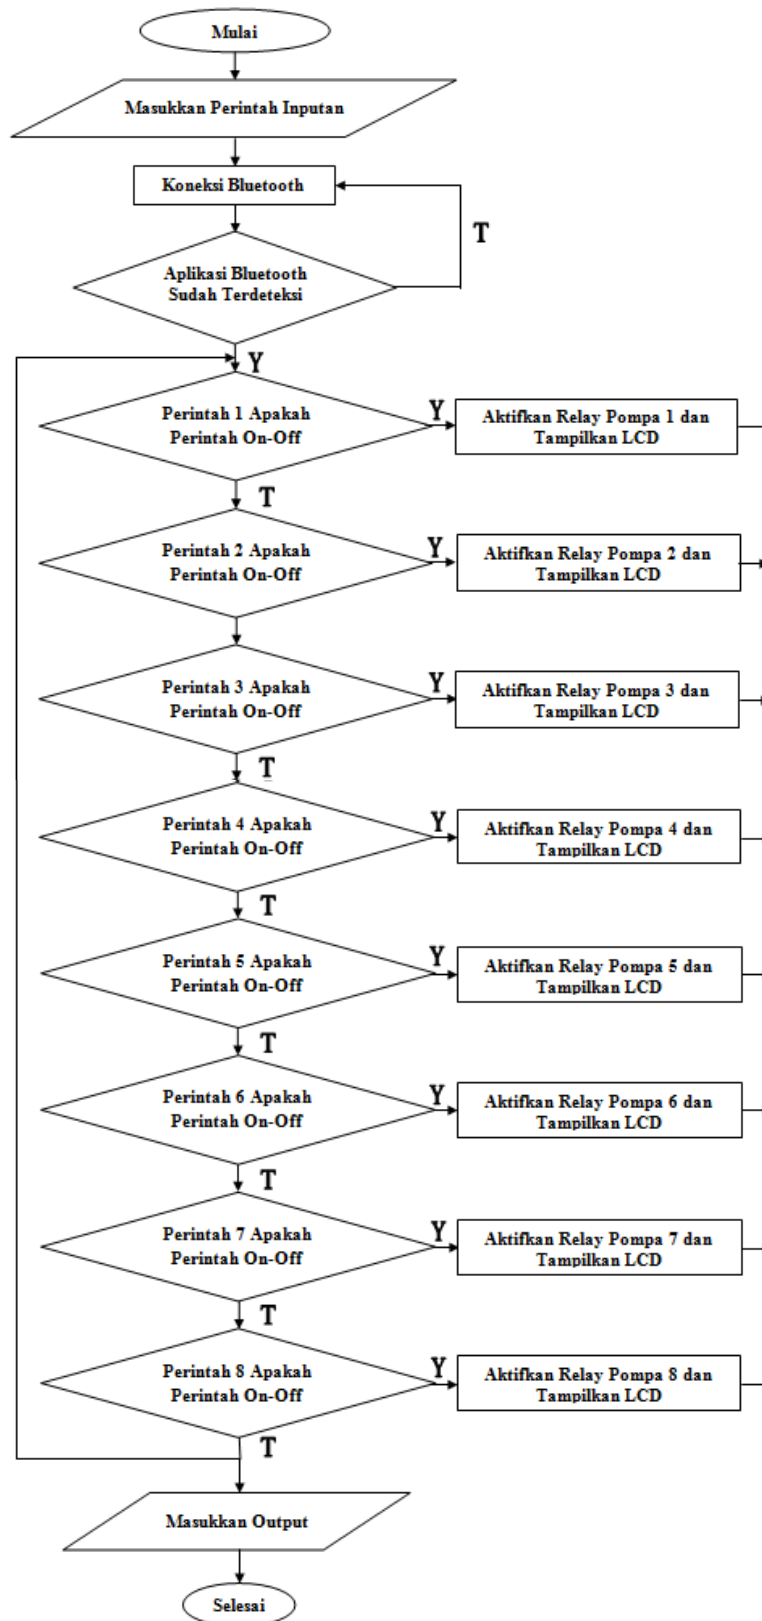 Mulai
Masukkan Perintah Inputan
Koneksi Bluetooth
T
Aplikasi Bluetooth
Sudah Terdeteksi
Y
Perintah 1 Apakah
Perintah On-Off
Y
Aktifkan Relay Pompa 1 dan
Tampilkan LCD
T
Perintah 2 Apakah
Perintah On-Off
Y
Aktifkan Relay Pompa 2 dan
Tampilkan LCD
Perintah 3 Apakah
Perintah On-Off
Y
Aktifkan Relay Pompa 3 dan
Tampilkan LCD
T
Perintah 4 Apakah
Perintah On-Off
Y
Aktifkan Relay Pompa 4 dan
Tampilkan LCD
T
Perintah 5 Apakah
Perintah On-Off
Y
Aktifkan Relay Pompa 5 dan
Tampilkan LCD
T
Perintah 6 Apakah
Perintah On-Off
Y
Aktifkan Relay Pompa 6 dan
Tampilkan LCD
T
Perintah 7 Apakah
Perintah On-Off
Y
Aktifkan Relay Pompa 7 dan
Tampilkan LCD
T
Perintah 8 Apakah
Perintah On-Off
Y
Aktifkan Relay Pompa 8 dan
Tampilkan LCD
T
Masukkan Output
Selesai